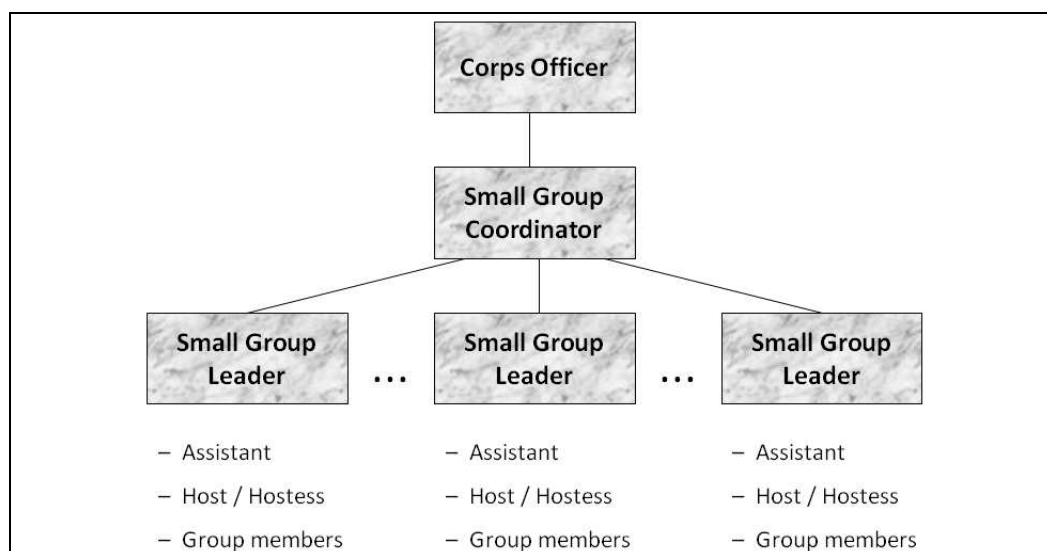 Corps Officer
Small Group
Coordinator
Small Group
Leader
...
Small Group
Leader
...
Small Group
Leader
– Assistant
– Host / Hostess
– Group members
– Assistant
– Host / Hostess
– Group members
– Assistant
– Host / Hostess
– Group members